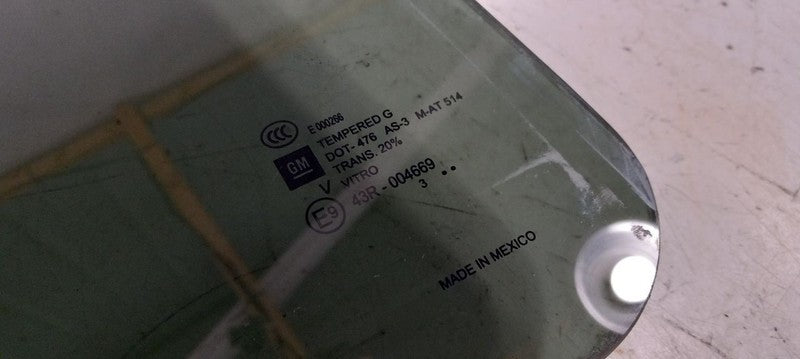 CCC E 000266
TEMPERED G
GM DOT-476 AS-3 M-AT 514
TRANS. 20%
V VITRO
E9 43R-004669
3 ..
MADE IN MEXICO